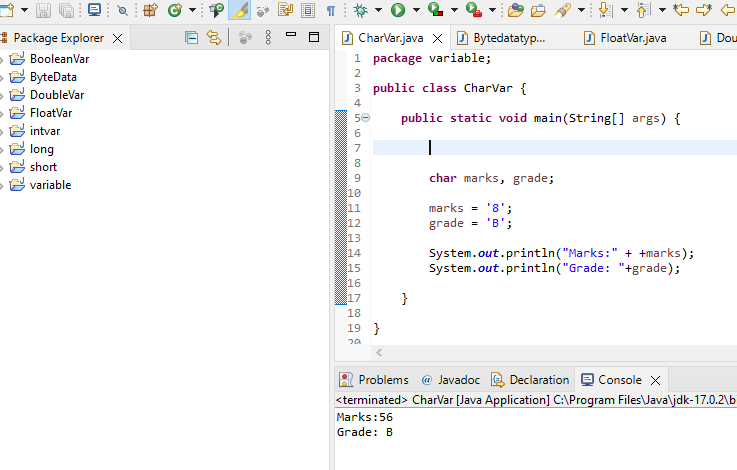 Package Explorer
BooleanVar
ByteData
DoubleVar
FloatVar
intvar
long
short
variable
CharVar.java
Bytedatatyp...
FloatVar.java
Dou
1 package variable;
2
3 public class CharVar {
4
5 public static void main(String[] args) {
6
7
8
9 char marks, grade;
10
11 marks = '8';
12 grade = 'B';
13
14 System.out.println("Marks:" + +marks);
15 System.out.println("Grade: "+grade);
16
17 }
18
19 }
20
Problems @ Javadoc Declaration Console
<terminated> CharVar [Java Application] C:\Program Files\Java\jdk-17.0.2\b
Marks:56
Grade: B